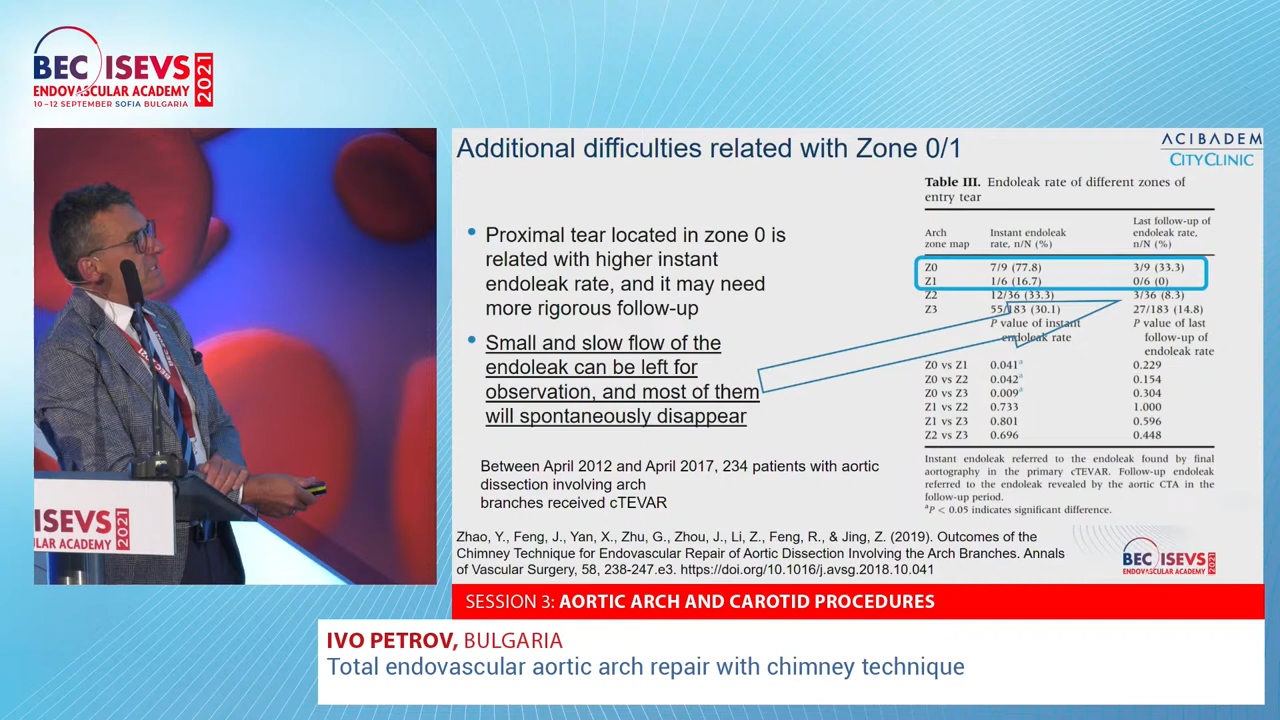 BEC ISEVS 2021
ENDOVASCULAR ACADEMY
10–12 SEPTEMBER SOFIA BULGARIA
ISEVS 2021
DOVASCULAR ACADEMY
Additional difficulties related with Zone 0/1
ACIBADEM
CITYCLINIC
• Proximal tear located in zone 0 is
related with higher instant
endoleak rate, and it may need
more rigorous follow-up
• Small and slow flow of the
endoleak can be left for
observation, and most of them
will spontaneously disappear
Between April 2012 and April 2017, 234 patients with aortic
dissection involving arch
branches received cTEVAR
Table III. Endoleak rate of different zones of
entry tear
Arch zone map | Instant endoleak rate, n/N (%) | Last follow-up of endoleak rate, n/N (%)
Z0 7/9 (77.8) 3/9 (33.3)
Z1 1/6 (16.7) 0/6 (0)
Z2 12/36 (33.3) 3/36 (8.3)
Z3 55/183 (30.1) 27/183 (14.8)
P value of instant endoleak rate | P value of last follow-up of endoleak rate
Z0 vs Z1 0.041a 0.229
Z0 vs Z2 0.042a 0.154
Z0 vs Z3 0.009a 0.304
Z1 vs Z2 0.733 1.000
Z1 vs Z3 0.801 0.596
Z2 vs Z3 0.696 0.448
Instant endoleak referred to the endoleak found by final
aortography in the primary cTEVAR. Follow-up endoleak
referred to the endoleak revealed by the aortic CTA in the
follow-up period.
aP < 0.05 indicates significant difference.
Zhao, Y., Feng, J., Yan, X., Zhu, G., Zhou, J., Li, Z., Feng, R., & Jing, Z. (2019). Outcomes of the
Chimney Technique for Endovascular Repair of Aortic Dissection Involving the Arch Branches. Annals
of Vascular Surgery, 58, 238-247.e3. https://doi.org/10.1016/j.avsg.2018.10.041
BEC ISEVS 2021
ENDOVASCULAR ACADEMY
SESSION 3: AORTIC ARCH AND CAROTID PROCEDURES
IVO PETROV, BULGARIA
Total endovascular aortic arch repair with chimney technique